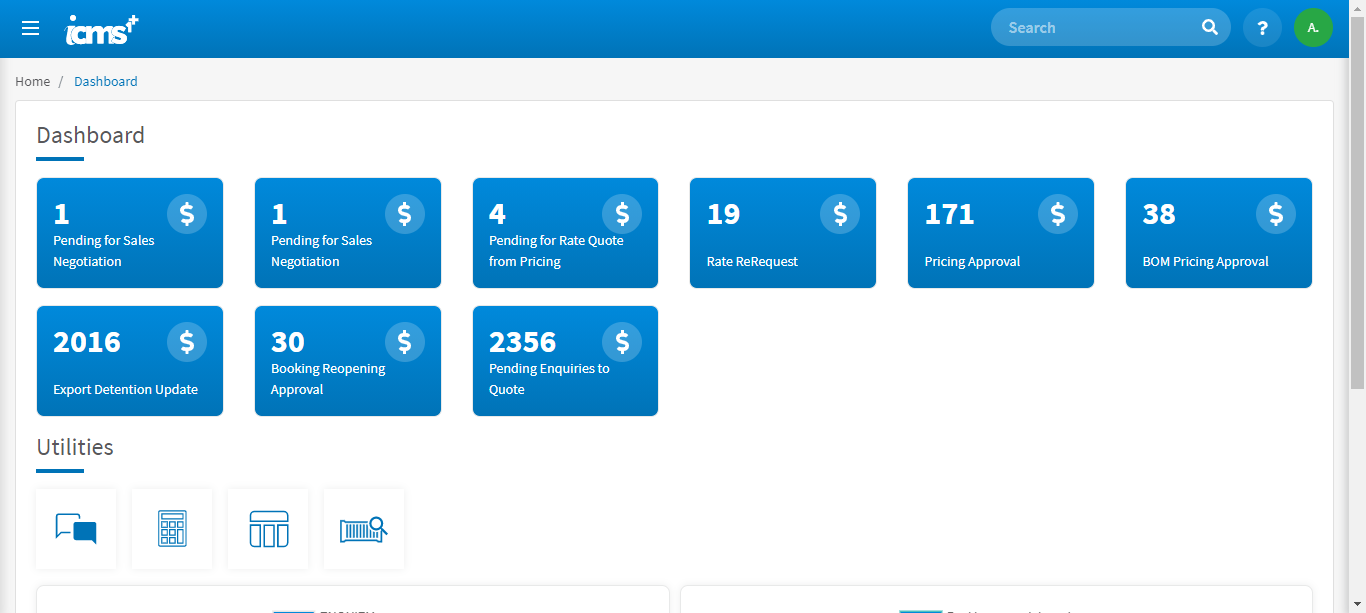 icms+
Search
?
A.
Home / Dashboard
Dashboard
1 $
Pending for Sales
Negotiation
1 $
Pending for Sales
Negotiation
4 $
Pending for Rate Quote
from Pricing
19 $
Rate ReRequest
171 $
Pricing Approval
38 $
BOM Pricing Approval
2016 $
Export Detention Update
30 $
Booking Reopening
Approval
2356 $
Pending Enquiries to
Quote
Utilities